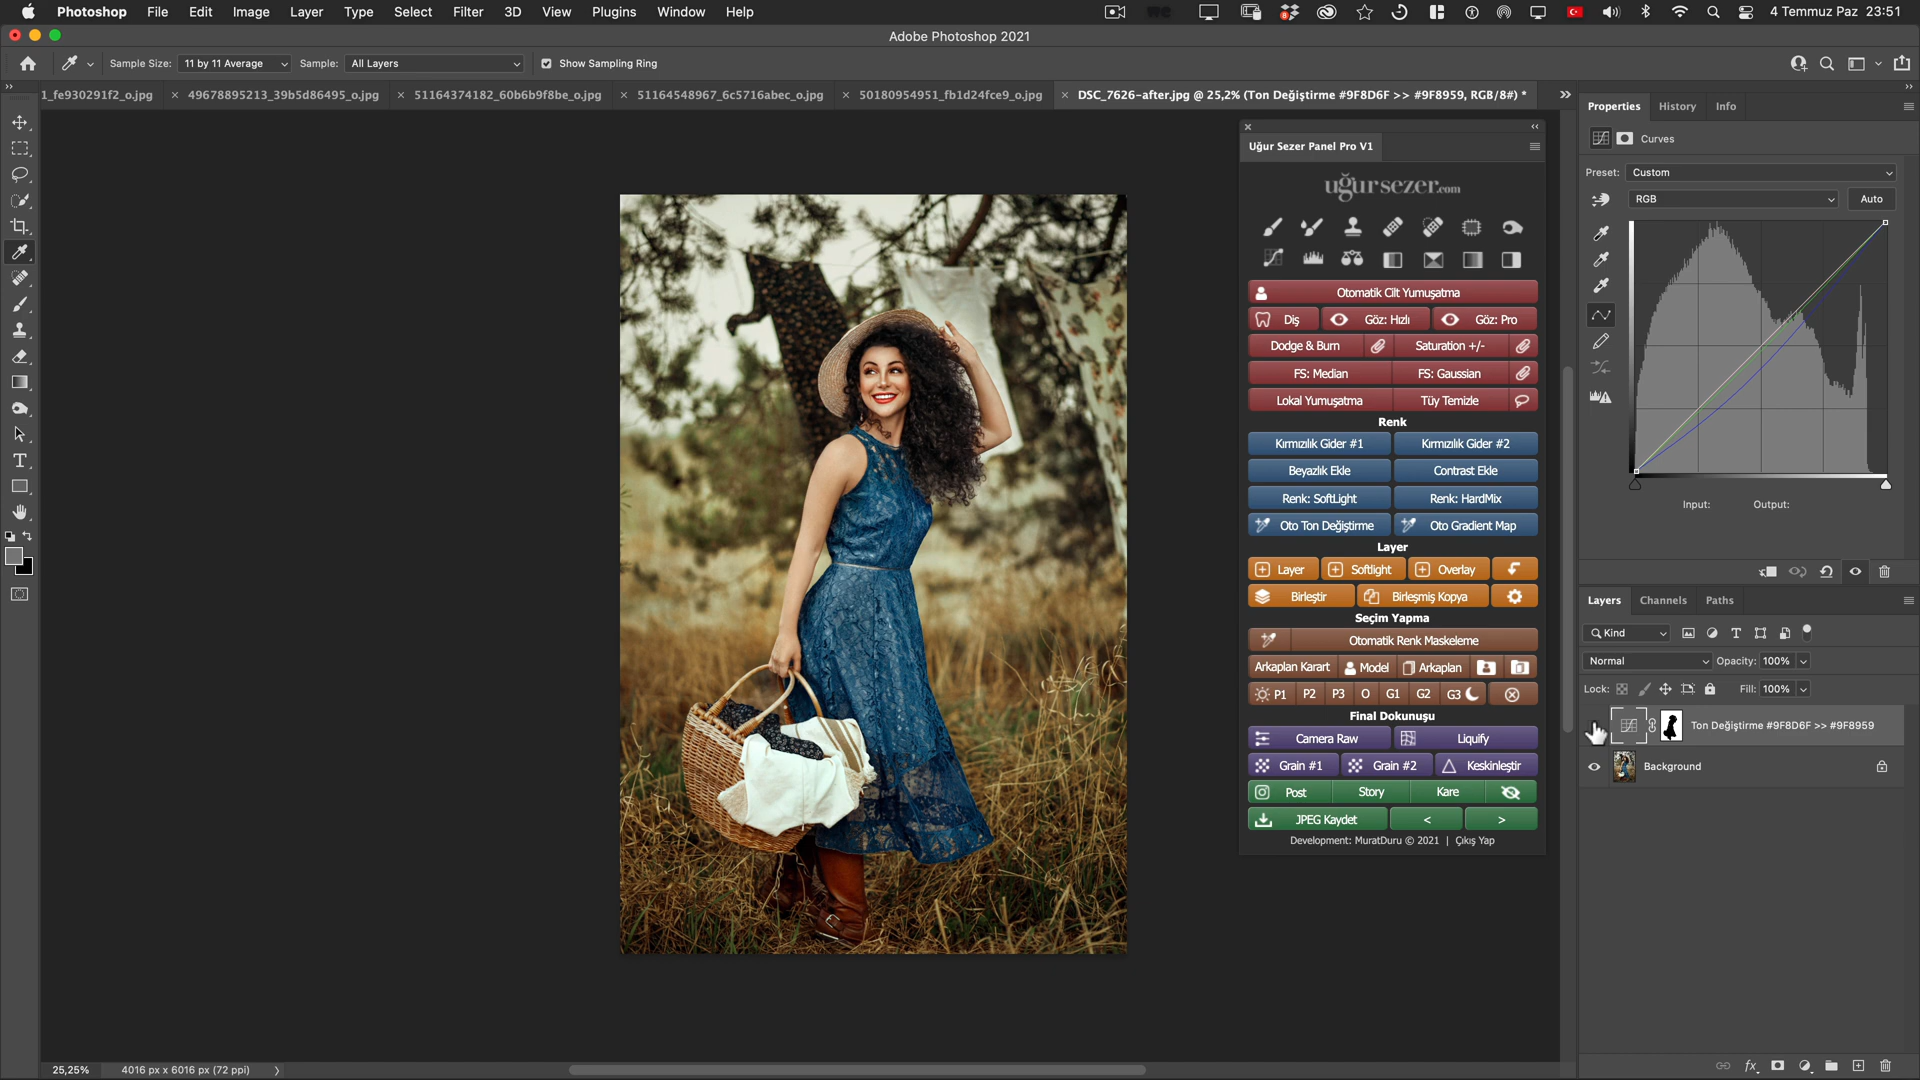 Photoshop File Edit Image Layer Type Select Filter 3D View Plugins Window Help 4 Temmuz Paz 23:51
Adobe Photoshop 2021
Sample Size: 11 by 11 Average Sample: All Layers Show Sampling Ring
1_fe930291f2_o.jpg × 49678895213_39b5d86495_o.jpg × 51164374182_60b6b9f8be_o.jpg × 51164548967_6c5716abec_o.jpg × 50180954951_fb1d24fce9_o.jpg × DSC_7626-after.jpg @ 25,2% (Ton Değiştirme #9F8D6F >> #9F8959, RGB/8#) *
Uğur Sezer Panel Pro V1
uğursezer.com
Otomatik Cilt Yumuşatma
Diş Göz: Hızlı Göz: Pro
Dodge & Burn Saturation +/-
FS: Median FS: Gaussian
Lokal Yumuşatma Tüy Temizle
Renk
Kırmızılık Gider #1 Kırmızılık Gider #2
Beyazlık Ekle Contrast Ekle
Renk: SoftLight Renk: HardMix
Oto Ton Değiştirme Oto Gradient Map
Layer
Layer Softlight Overlay
Birleştir Birleşmiş Kopya
Seçim Yapma
Otomatik Renk Maskeleme
Arkaplan Karart Model Arkaplan
P1 P2 P3 O G1 G2 G3
Final Dokunuşu
Camera Raw Liquify
Grain #1 Grain #2 Keskinleştir
Post Story Kare
JPEG Kaydet < >
Development: MuratDuru © 2021 | Çıkış Yap
Properties History Info
Curves
Preset: Custom
RGB Auto
Input: Output:
Layers Channels Paths
Kind
Normal Opacity: 100%
Lock: Fill: 100%
Ton Değiştirme #9F8D6F >> #9F8959
Background
25,25% 4016 px x 6016 px (72 ppi)